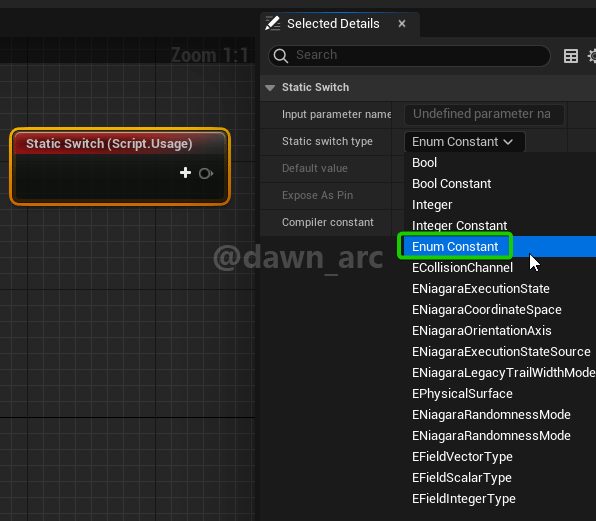 Selected Details
Zoom 1:1
Search
Static Switch
Input parameter name
Undefined parameter na
Static Switch (Script.Usage)
Static switch type
Enum Constant
Default value
Expose As Pin
Compiler constant
Bool
Bool Constant
Integer
Integer Constant
Enum Constant
ECollisionChannel
ENiagaraExecutionState
ENiagaraCoordinateSpace
ENiagaraOrientationAxis
ENiagaraExecutionStateSource
ENiagaraLegacyTrailWidthMode
EPhysicalSurface
ENiagaraRandomnessMode
ENiagaraRandomnessMode
EFieldVectorType
EFieldScalarType
EFieldIntegerType
@dawn_arc